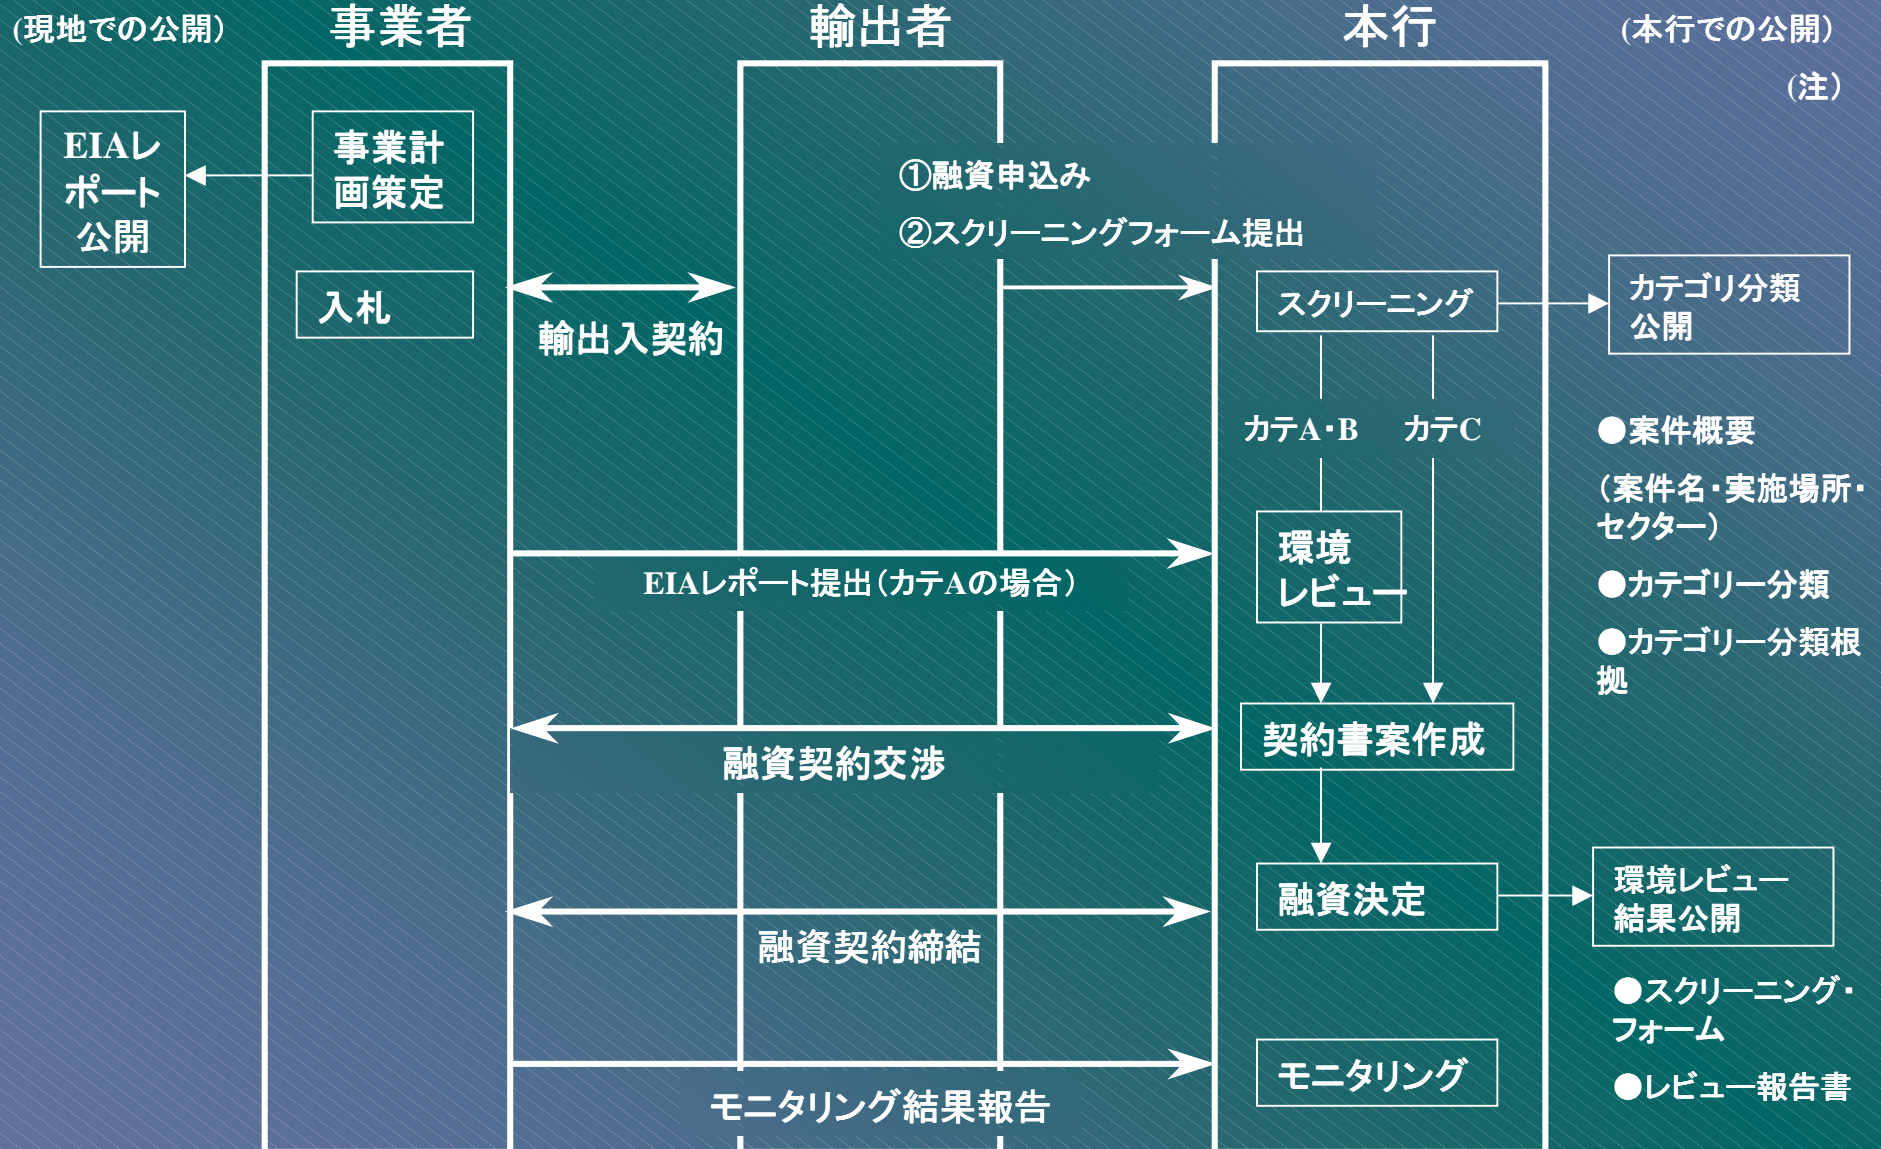 (現地での公開)
事業者
輸出者
本行
(本行での公開)
(注)
EIAレ
ポート
公開
事業計
画策定
①融資申込み
②スクリーニングフォーム提出
入札
輸出入契約
スクリーニング
カテゴリ分類
公開
カテA・B
カテC
●案件概要
(案件名・実施場所・
セクター)
●カテゴリー分類
●カテゴリー分類根
拠
環境
レビュー
EIAレポート提出(カテAの場合)
契約書案作成
融資契約交渉
融資決定
環境レビュー
結果公開
融資契約締結
●スクリーニング・
フォーム
●レビュー報告書
モニタリング
モニタリング結果報告